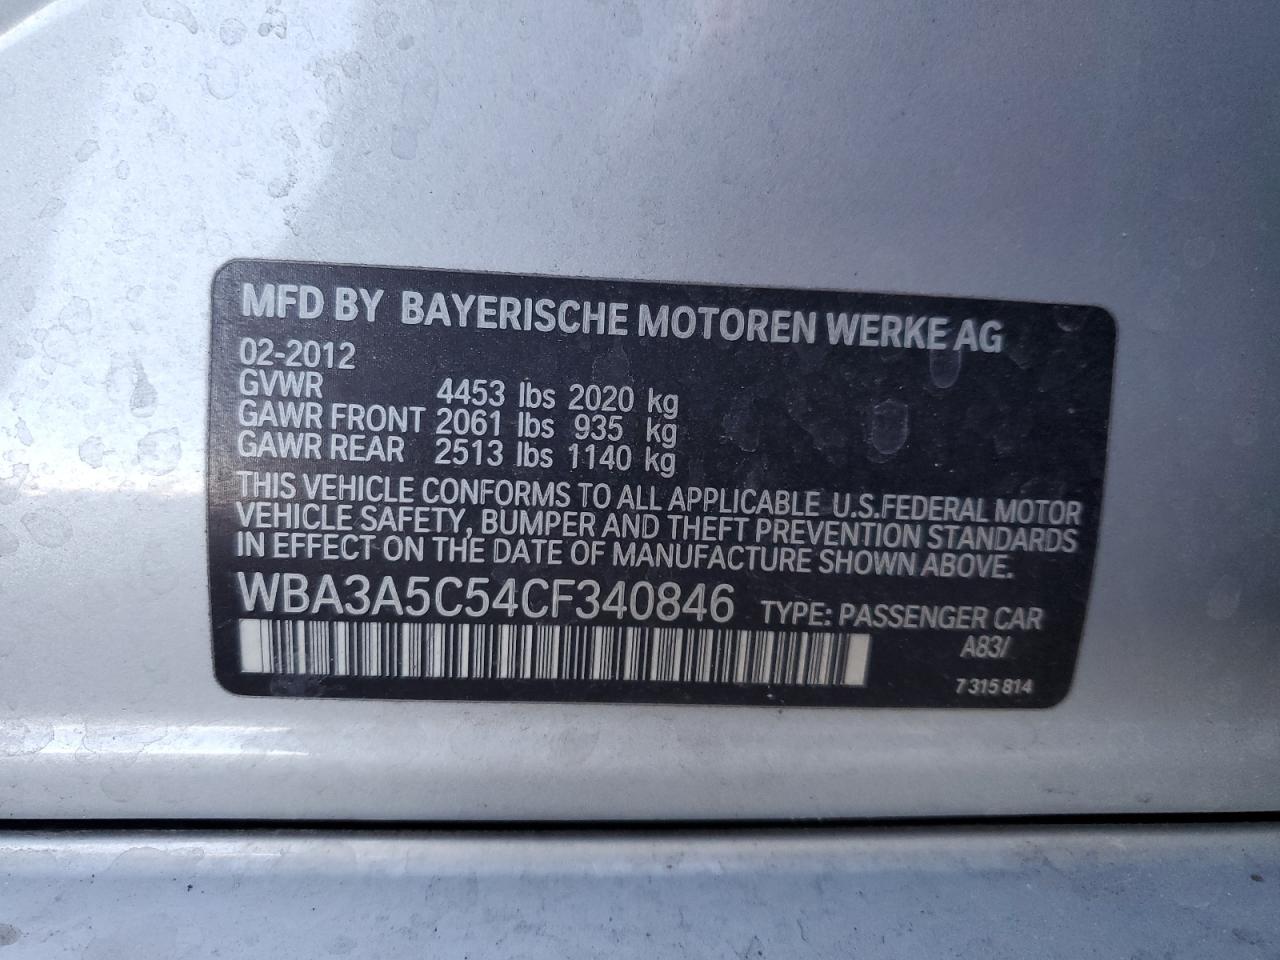 MFD BY BAYERISCHE MOTOREN WERKE AG
02-2012
GVWR 4453 lbs 2020 kg
GAWR FRONT 2061 lbs 935 kg
GAWR REAR 2513 lbs 1140 kg
THIS VEHICLE CONFORMS TO ALL APPLICABLE U.S.FEDERAL MOTOR
VEHICLE SAFETY, BUMPER AND THEFT PREVENTION STANDARDS
IN EFFECT ON THE DATE OF MANUFACTURE SHOWN ABOVE.
WBA3A5C54CF340846 TYPE: PASSENGER CAR
A83/
7 315 814